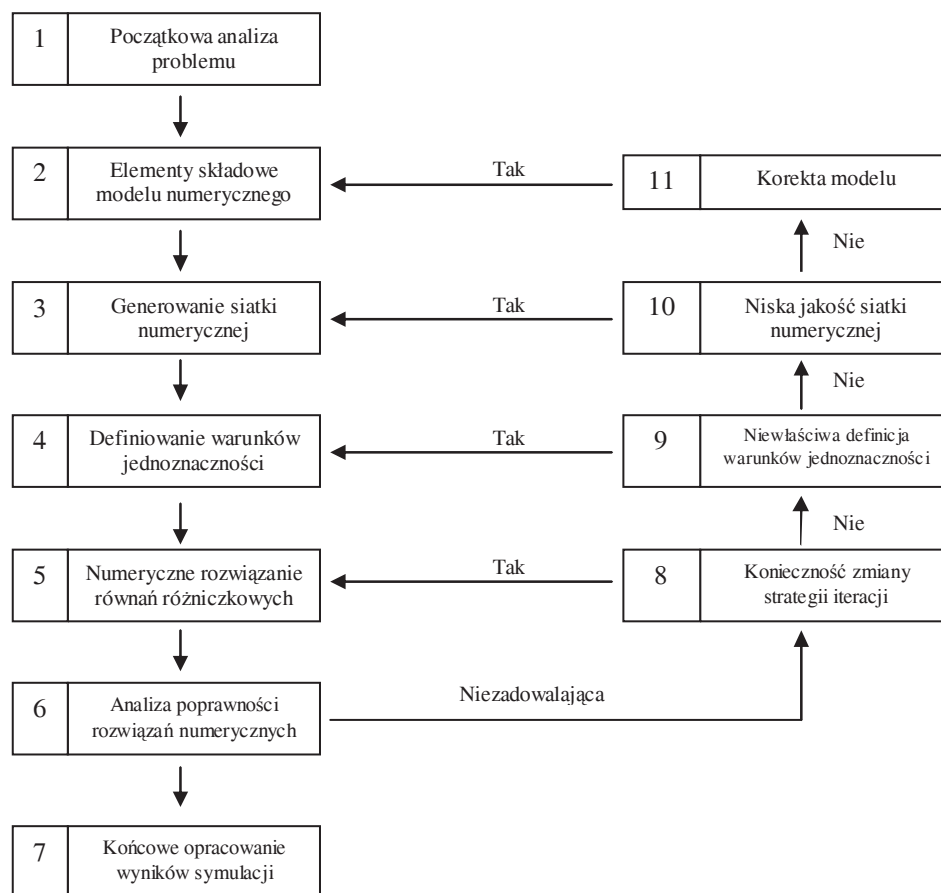 1
Początkowa analiza
problemu
2
Elementy składowe
modelu numerycznego
Tak
11
Korekta modelu
Nie
3
Generowanie siatki
numerycznej
Tak
10
Niska jakość siatki
numerycznej
Nie
4
Definiowanie warunków
jednoznaczności
Tak
9
Niewłaściwa definicja
warunków jednoznaczności
Nie
5
Numeryczne rozwiązanie
równań różniczkowych
Tak
8
Konieczność zmiany
strategii iteracji
6
Analiza poprawności
rozwiązań numerycznych
Niezadowalająca
7
Końcowe opracowanie
wyników symulacji